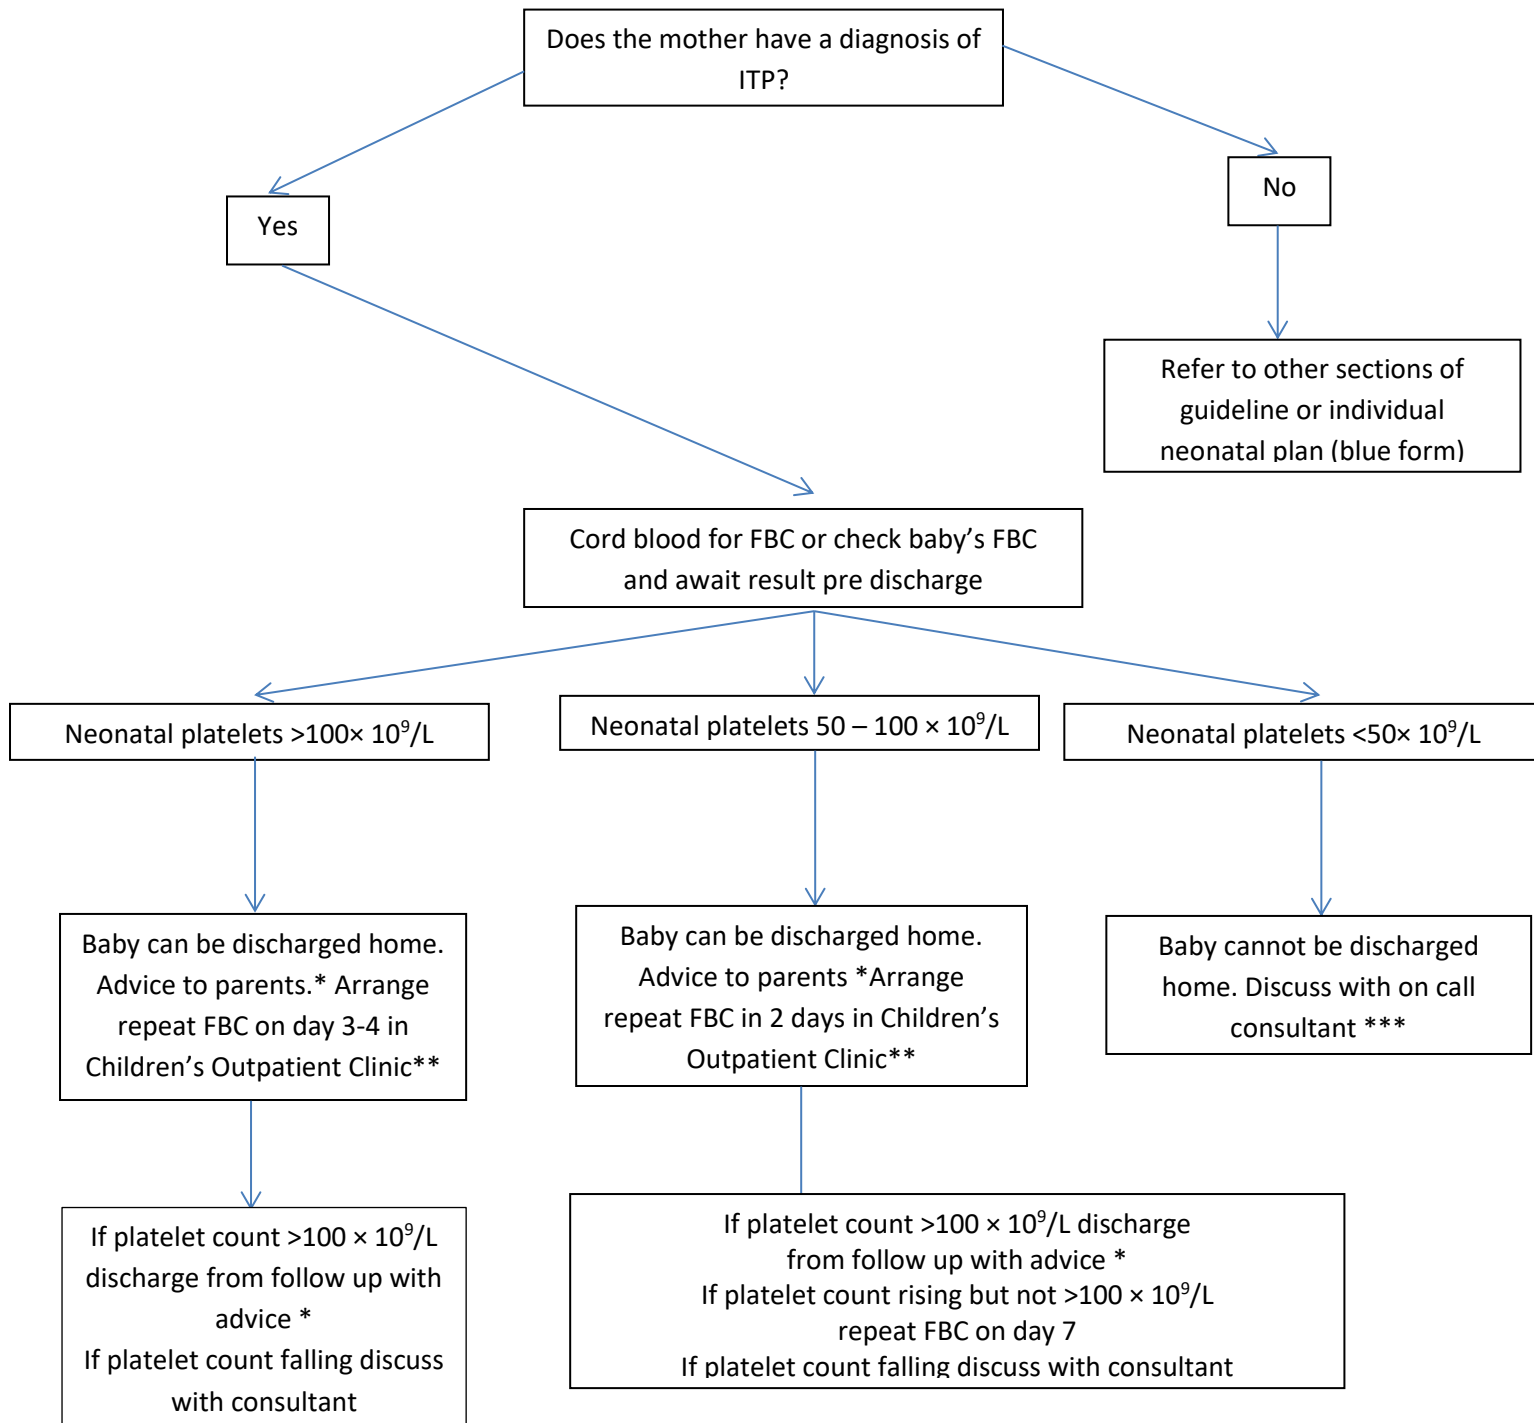 Does the mother have a diagnosis of
ITP?
Yes
No
Refer to other sections of
guideline or individual
neonatal plan (blue form)
Cord blood for FBC or check baby’s FBC
and await result pre discharge
Neonatal platelets >100× 10⁹/L
Neonatal platelets 50 – 100 × 10⁹/L
Neonatal platelets <50× 10⁹/L
Baby can be discharged home.
Advice to parents.* Arrange
repeat FBC on day 3-4 in
Children’s Outpatient Clinic**
Baby can be discharged home.
Advice to parents *Arrange
repeat FBC in 2 days in Children’s
Outpatient Clinic**
Baby cannot be discharged
home. Discuss with on call
consultant ***
If platelet count >100 × 10⁹/L
discharge from follow up with
advice *
If platelet count falling discuss
with consultant
If platelet count >100 × 10⁹/L discharge
from follow up with advice *
If platelet count rising but not >100 × 10⁹/L
repeat FBC on day 7
If platelet count falling discuss with consultant